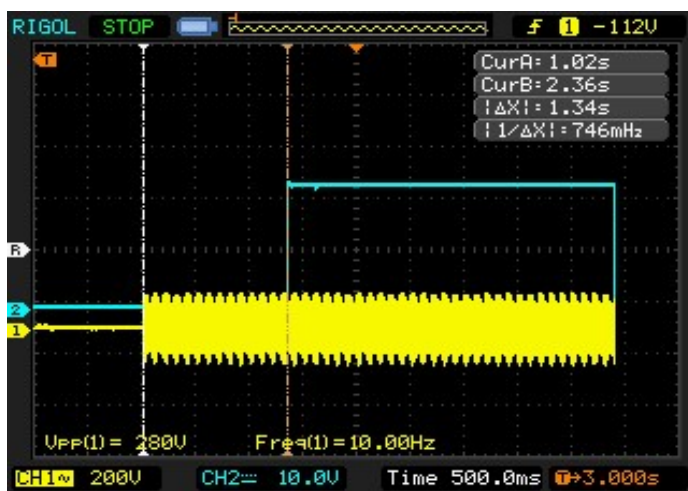 RIGOL STOP T f 1 -112V
T
CurA=1.02s
CurB=2.36s
|ΔX|=1.34s
|1/ΔX|=746mHz
R
2
1
Vpp(1)= 280V Freq(1)=10.00Hz
CH1~ 200V CH2⎓ 10.0V Time 500.0ms T→3.000s